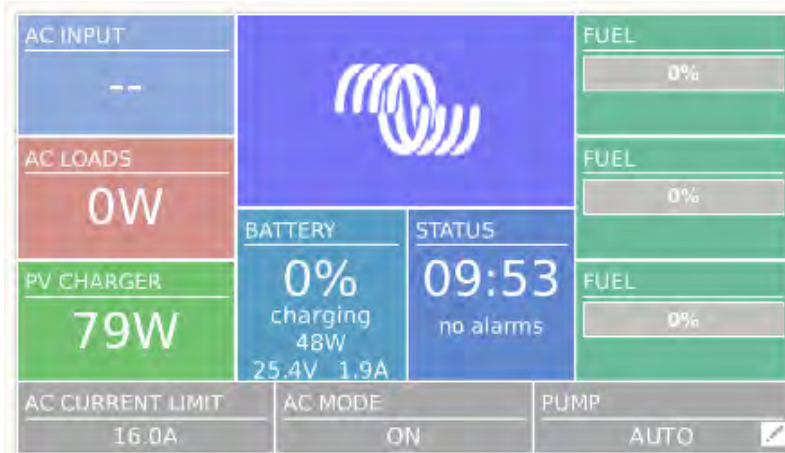 AC INPUT
--
AC LOADS
0W
PV CHARGER
79W
BATTERY
0%
charging
48W
25.4V 1.9A
STATUS
09:53
no alarms
FUEL
0%
FUEL
0%
FUEL
0%
AC CURRENT LIMIT
16.0A
AC MODE
ON
PUMP
AUTO